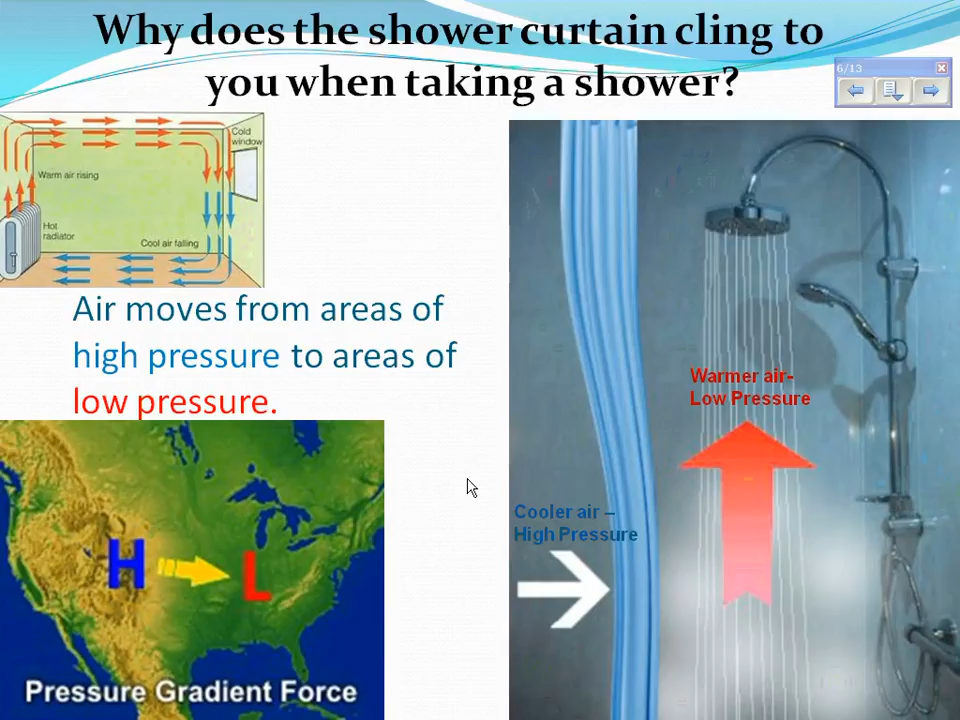 Why does the shower curtain cling to
you when taking a shower?
6/13
Cold
window
Warm air rising
Hot
radiator
Cool air falling
Air moves from areas of
high pressure to areas of
low pressure.
H
L
Pressure Gradient Force
Warmer air-
Low Pressure
Cooler air –
High Pressure